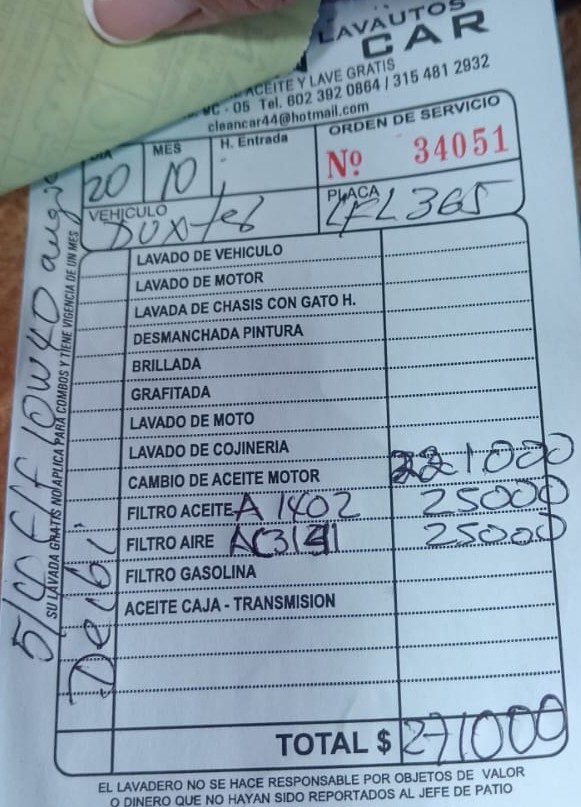 LAVAUTOS
CAR
ACEITE Y LAVE GRATIS
05 Tel. 602 392 0864 / 315 481 2932
cleancar44@hotmail.com
MES
H. Entrada
ORDEN DE SERVICIO
20
10
Nº 34051
VEHICULO
PLACA
Duster
LFL 365
LAVADO DE VEHICULO
LAVADO DE MOTOR
LAVADA DE CHASIS CON GATO H.
DESMANCHADA PINTURA
BRILLADA
GRAFITADA
LAVADO DE MOTO
LAVADO DE COJINERIA
CAMBIO DE ACEITE MOTOR 221000
FILTRO ACEITE A 1402 25000
FILTRO AIRE 25000
FILTRO GASOLINA
ACEITE CAJA - TRANSMISION
TOTAL $ 271000
EL LAVADERO NO SE HACE RESPONSABLE POR OBJETOS DE VALOR
O DINERO QUE NO HAYAN SIDO REPORTADOS AL JEFE DE PATIO
SU LAVADA GRATIS NO APLICA PARA COMBOS Y TIENE VIGENCIA DE UN MES
5/4 Elf 10W40